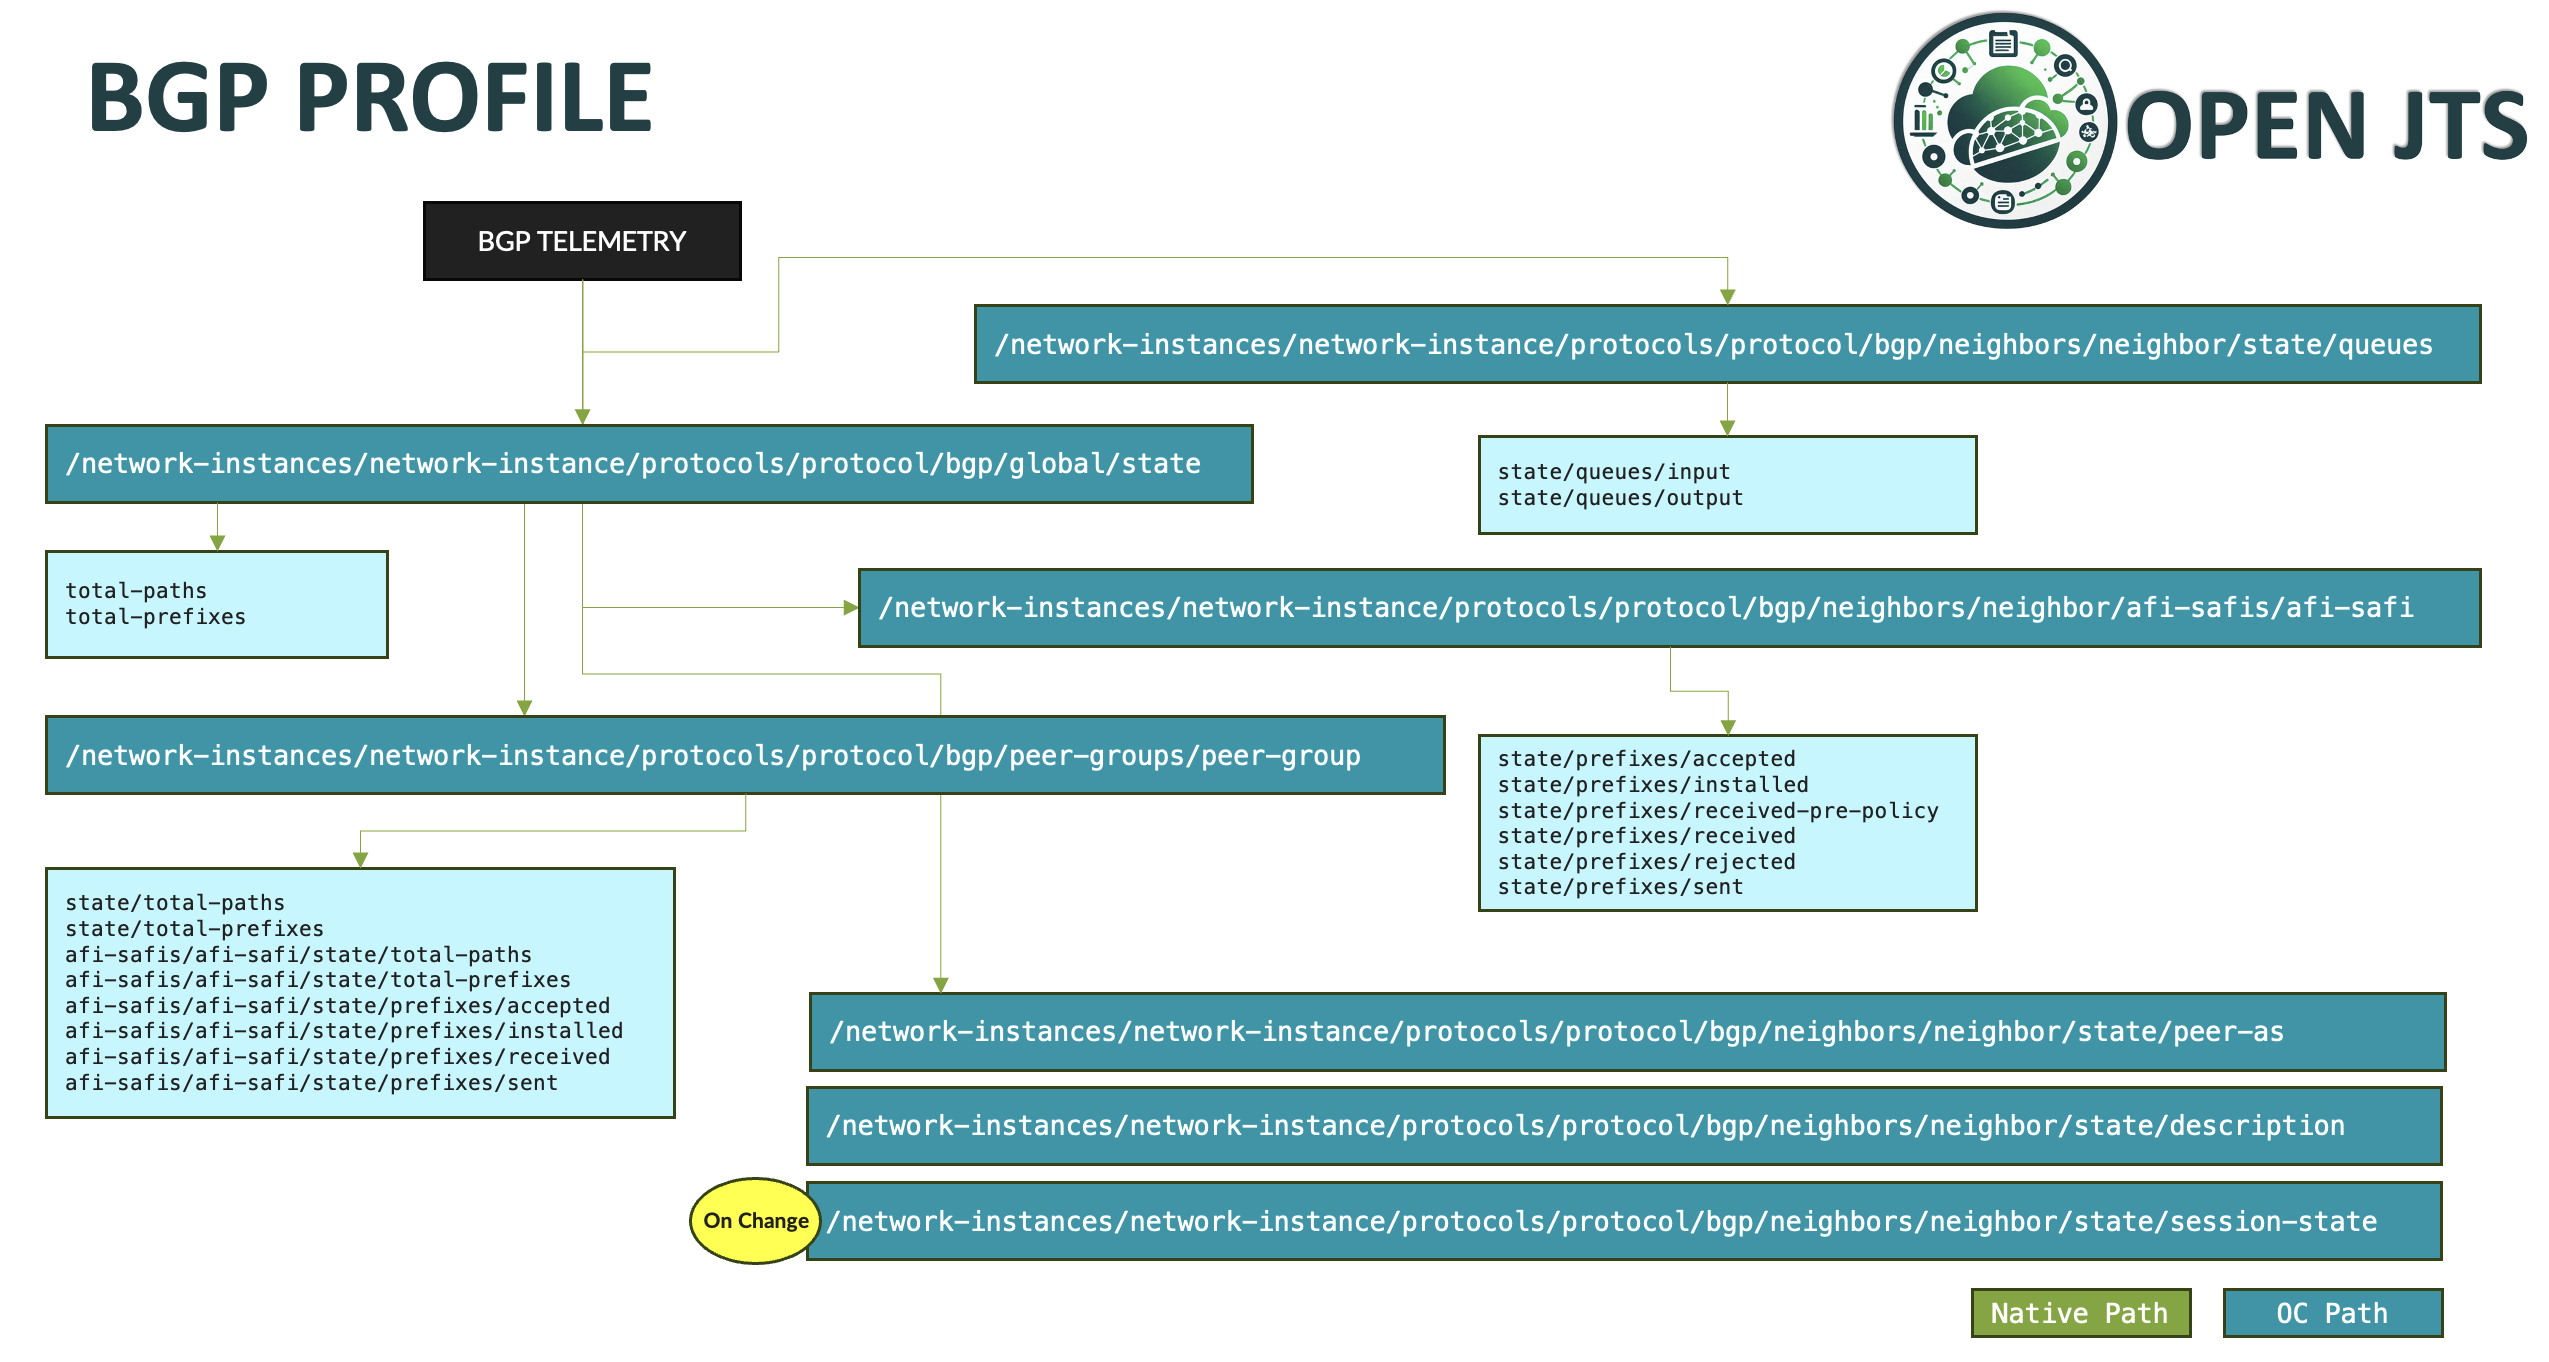 BGP PROFILE
OPEN JTS
BGP TELEMETRY
/network-instances/network-instance/protocols/protocol/bgp/neighbors/neighbor/state/queues
/network-instances/network-instance/protocols/protocol/bgp/global/state
state/queues/input
state/queues/output
total-paths
total-prefixes
/network-instances/network-instance/protocols/protocol/bgp/neighbors/neighbor/afi-safis/afi-safi
/network-instances/network-instance/protocols/protocol/bgp/peer-groups/peer-group
state/prefixes/accepted
state/prefixes/installed
state/prefixes/received-pre-policy
state/prefixes/received
state/prefixes/rejected
state/prefixes/sent
state/total-paths
state/total-prefixes
afi-safis/afi-safi/state/total-paths
afi-safis/afi-safi/state/total-prefixes
afi-safis/afi-safi/state/prefixes/accepted
afi-safis/afi-safi/state/prefixes/installed
afi-safis/afi-safi/state/prefixes/received
afi-safis/afi-safi/state/prefixes/sent
/network-instances/network-instance/protocols/protocol/bgp/neighbors/neighbor/state/peer-as
/network-instances/network-instance/protocols/protocol/bgp/neighbors/neighbor/state/description
On Change
/network-instances/network-instance/protocols/protocol/bgp/neighbors/neighbor/state/session-state
Native Path
OC Path